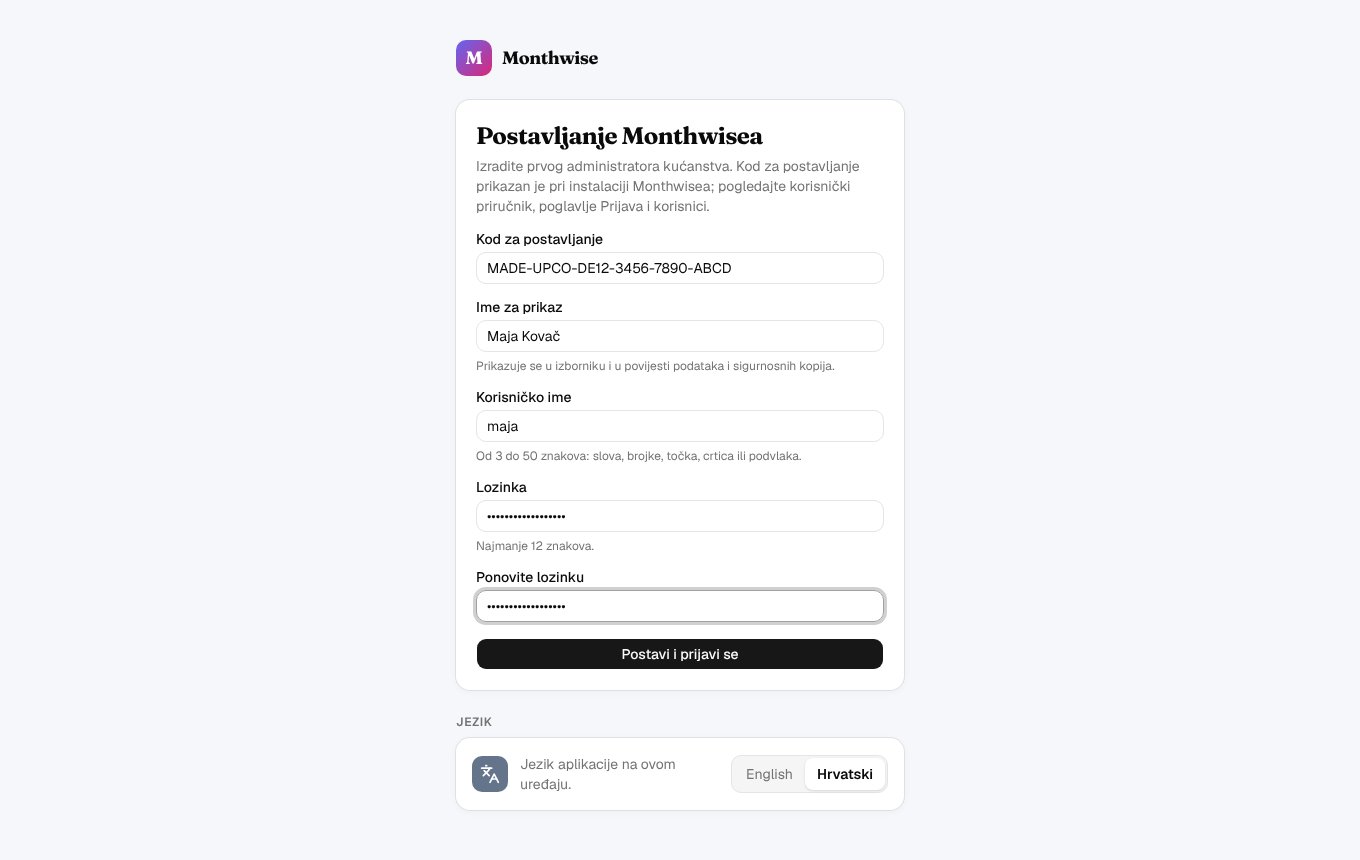 M Monthwise
Postavljanje Monthwisea
Izradite prvog administratora kućanstva. Kod za postavljanje
prikazan je pri instalaciji Monthwisea; pogledajte korisnički
priručnik, poglavlje Prijava i korisnici.
Kod za postavljanje
MADE-UPCO-DE12-3456-7890-ABCD
Ime za prikaz
Maja Kovač
Prikazuje se u izborniku i u povijesti podataka i sigurnosnih kopija.
Korisničko ime
maja
Od 3 do 50 znakova: slova, brojke, točka, crtica ili podvlaka.
Lozinka
••••••••••••••••••
Najmanje 12 znakova.
Ponovite lozinku
••••••••••••••••••
Postavi i prijavi se
JEZIK
Jezik aplikacije na ovom
uređaju.
English Hrvatski